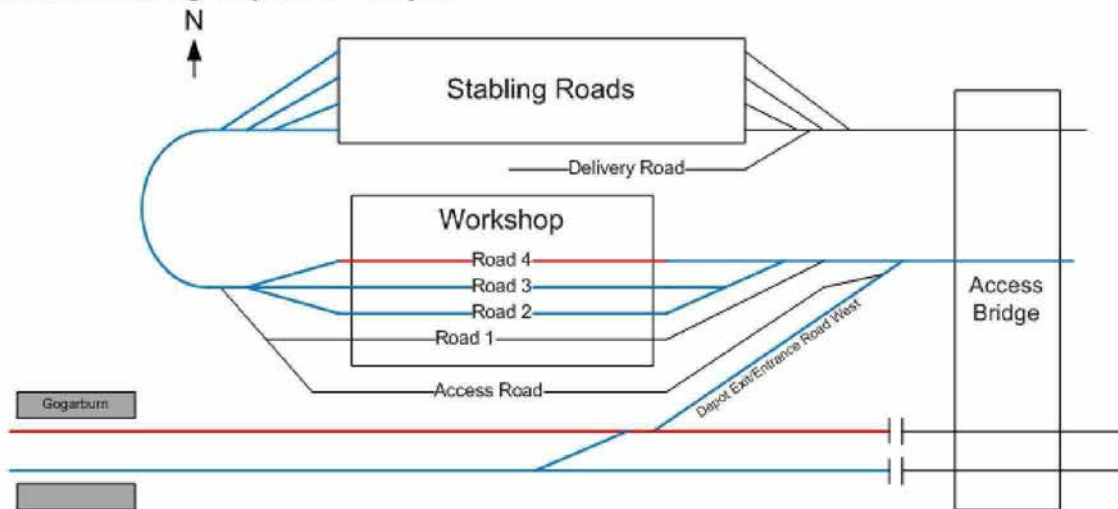 N
Stabling Roads
Delivery Road
Workshop
Road 4
Road 3
Road 2
Road 1
Access Road
Access
Bridge
Depot Exit/Entrance Road West
Gogarburn